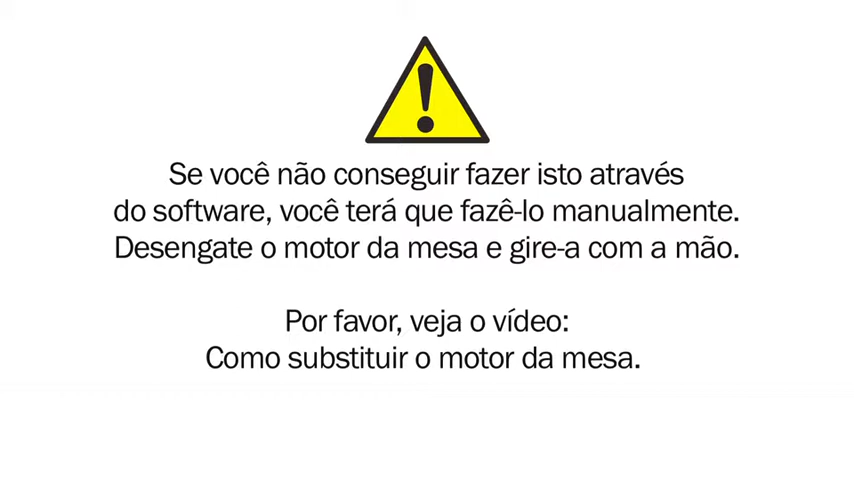 Se você não conseguir fazer isto através
do software, você terá que fazê-lo manualmente.
Desengate o motor da mesa e gire-a com a mão.
Por favor, veja o vídeo:
Como substituir o motor da mesa.